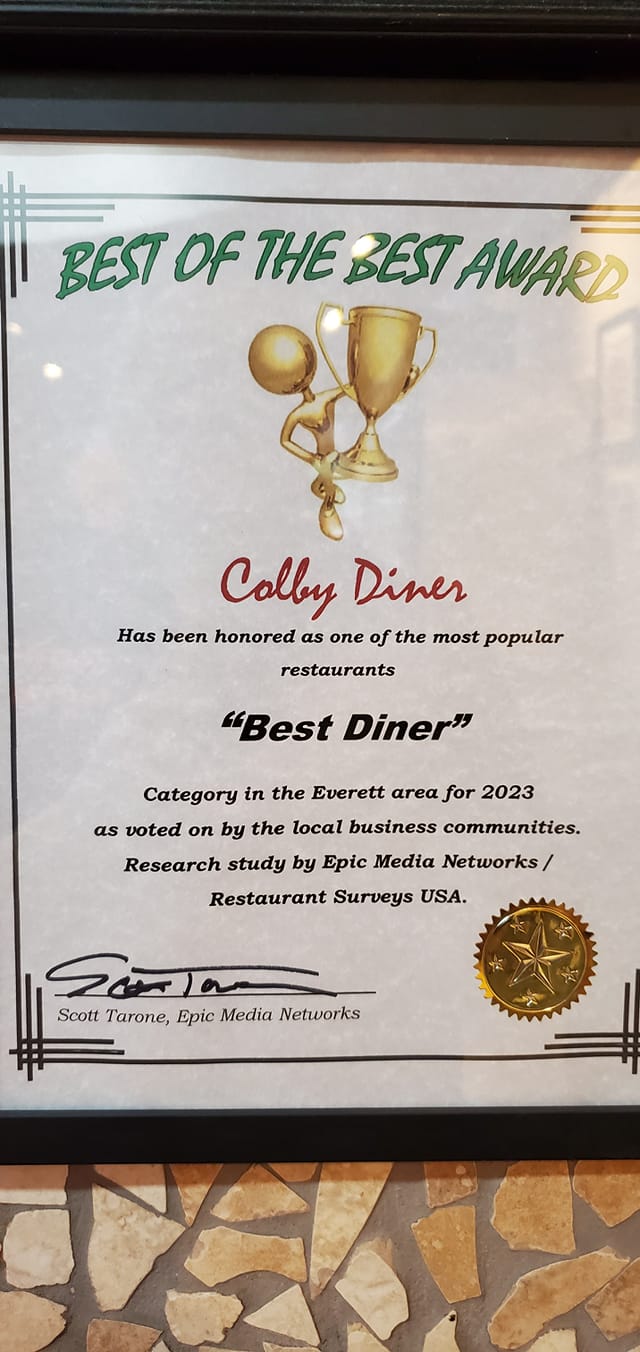 BEST OF THE BEST AWARD
Colby Diner
Has been honored as one of the most popular
restaurants
“Best Diner”
Category in the Everett area for 2023
as voted on by the local business communities.
Research study by Epic Media Networks /
Restaurant Surveys USA.
Scott Tarone
Scott Tarone, Epic Media Networks